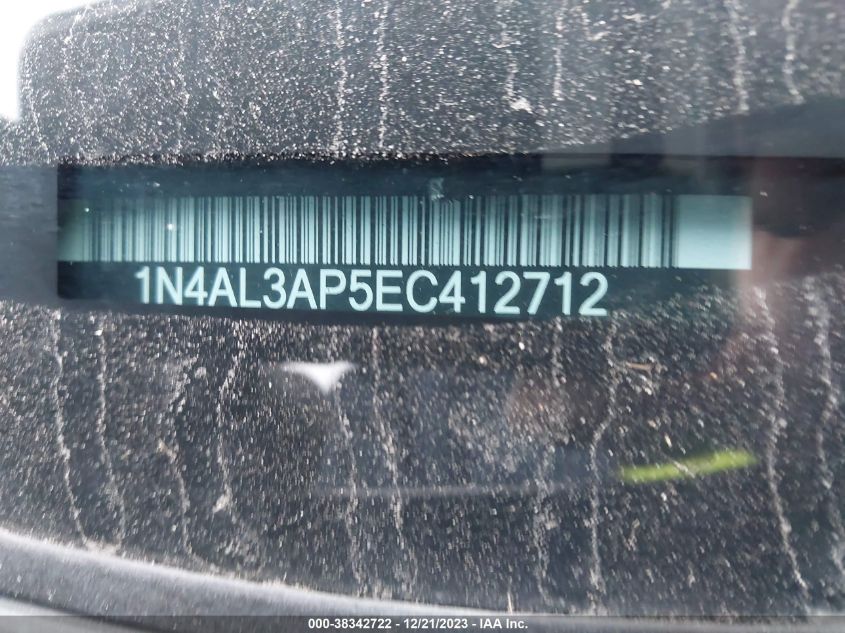 1N4AL3AP5EC412712
000-38342722 - 12/21/2023 - IAA Inc.